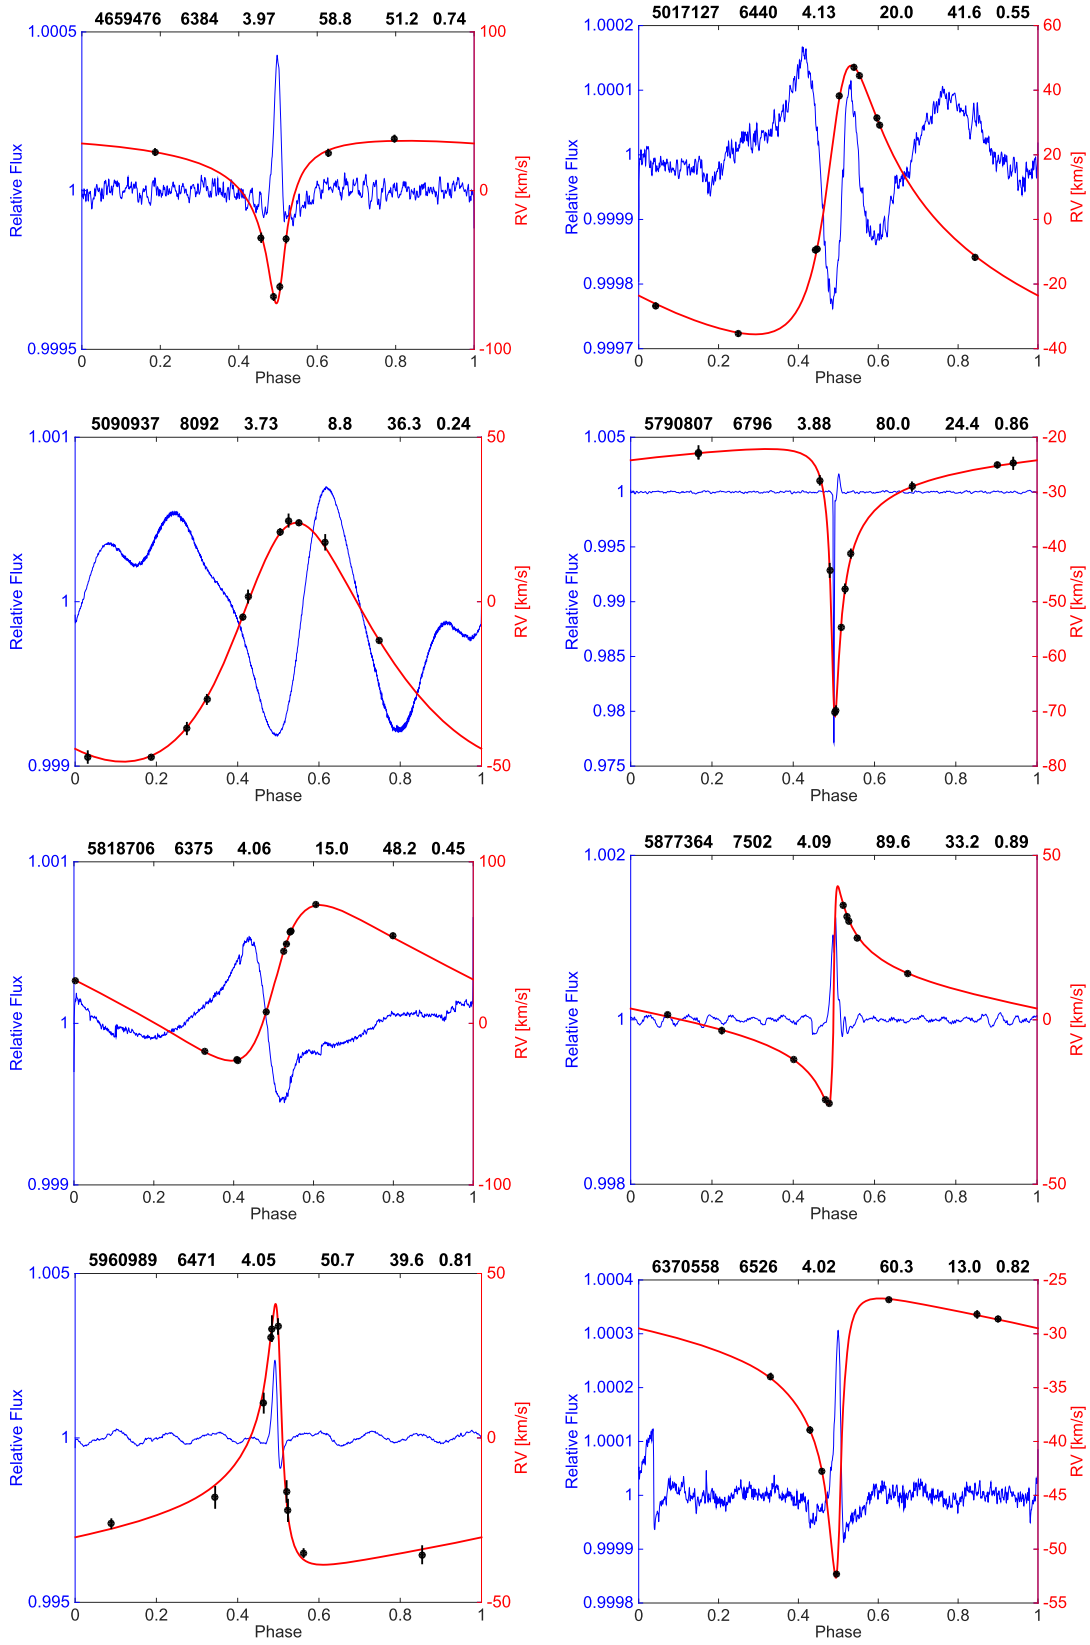 4659476 6384 3.97 58.8 51.2 0.74
1.0005
1
0.9995
Relative Flux
100
0
-100
RV [km/s]
0 0.2 0.4 0.6 0.8 1
Phase
5017127 6440 4.13 20.0 41.6 0.55
1.0002
1.0001
1
0.9999
0.9998
0.9997
Relative Flux
60
40
20
0
-20
-40
RV [km/s]
0 0.2 0.4 0.6 0.8 1
Phase
5090937 8092 3.73 8.8 36.3 0.24
1.001
1
0.999
Relative Flux
50
0
-50
RV [km/s]
0 0.2 0.4 0.6 0.8 1
Phase
5790807 6796 3.88 80.0 24.4 0.86
1.005
1
0.995
0.99
0.985
0.98
0.975
Relative Flux
-20
-30
-40
-50
-60
-70
-80
RV [km/s]
0 0.2 0.4 0.6 0.8 1
Phase
5818706 6375 4.06 15.0 48.2 0.45
1.001
1
0.999
Relative Flux
100
0
-100
RV [km/s]
0 0.2 0.4 0.6 0.8 1
Phase
5877364 7502 4.09 89.6 33.2 0.89
1.002
1
0.998
Relative Flux
50
0
-50
RV [km/s]
0 0.2 0.4 0.6 0.8 1
Phase
5960989 6471 4.05 50.7 39.6 0.81
1.005
1
0.995
Relative Flux
50
0
-50
RV [km/s]
0 0.2 0.4 0.6 0.8 1
Phase
6370558 6526 4.02 60.3 13.0 0.82
1.0004
1.0003
1.0002
1.0001
1
0.9999
0.9998
Relative Flux
-25
-30
-35
-40
-45
-50
-55
RV [km/s]
0 0.2 0.4 0.6 0.8 1
Phase